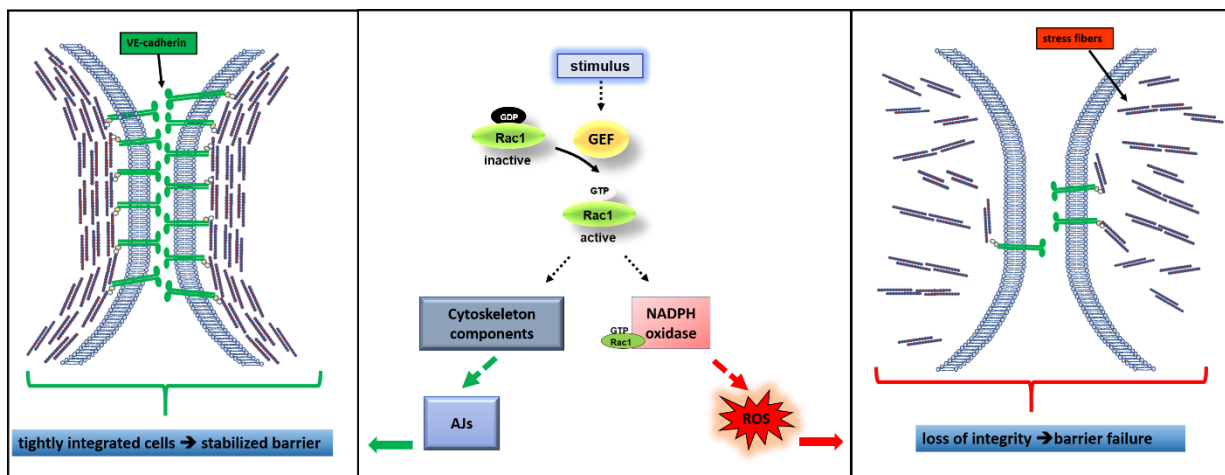 VE-cadherin
tightly integrated cells ➔ stabilized barrier
stimulus
GDP
Rac1
inactive
GEF
GTP
Rac1
active
Cytoskeleton
components
NADPH
oxidase
GTP
Rac1
AJs
ROS
stress fibers
loss of integrity ➔barrier failure